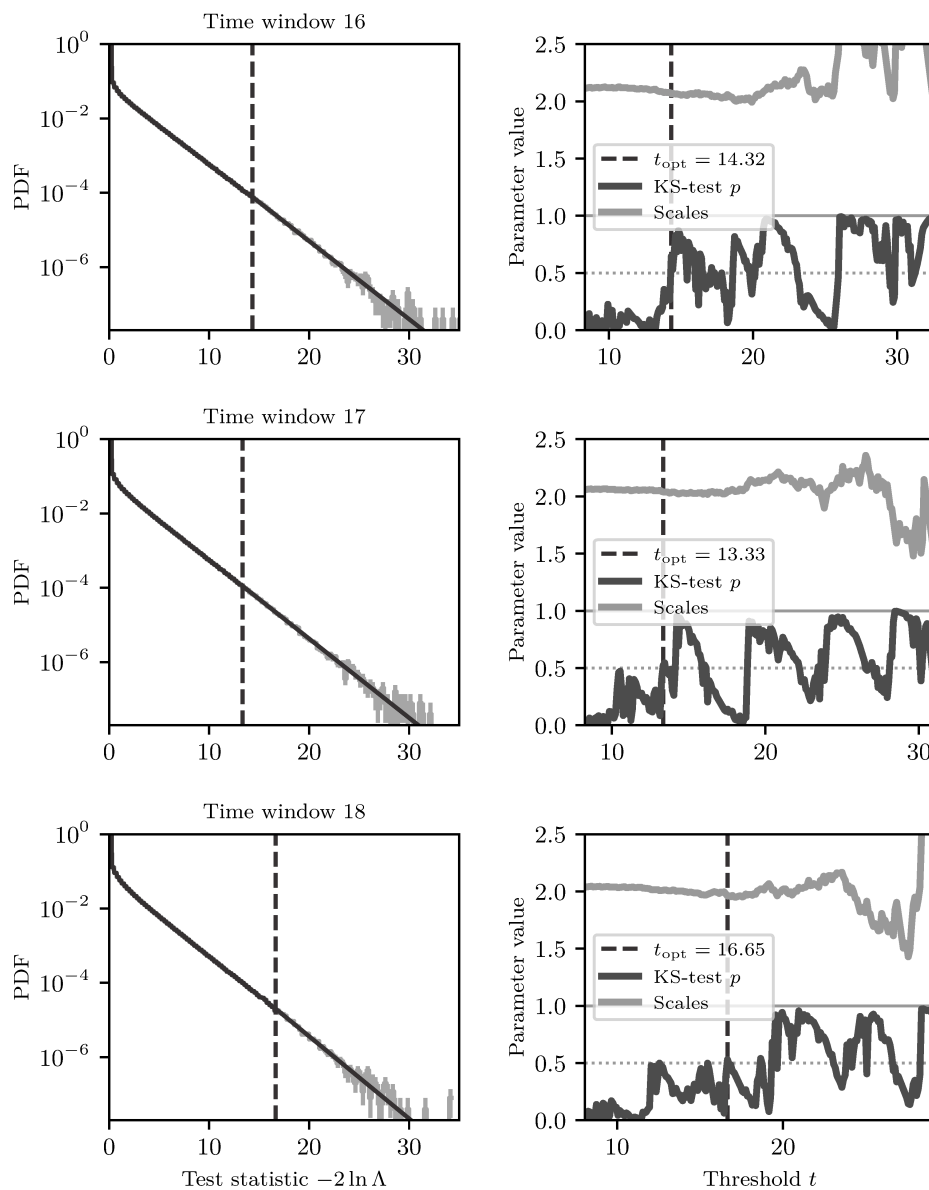 Time window 16
PDF
10^0
10^−2
10^−4
10^−6
0 10 20 30
Parameter value
2.5
2.0
1.5
1.0
0.5
0.0
t_opt = 14.32
KS-test p
Scales
10 20 30
Time window 17
PDF
10^0
10^−2
10^−4
10^−6
0 10 20 30
Parameter value
2.5
2.0
1.5
1.0
0.5
0.0
t_opt = 13.33
KS-test p
Scales
10 20 30
Time window 18
PDF
10^0
10^−2
10^−4
10^−6
0 10 20 30
Test statistic −2 ln Λ
Parameter value
2.5
2.0
1.5
1.0
0.5
0.0
t_opt = 16.65
KS-test p
Scales
10 20
Threshold t